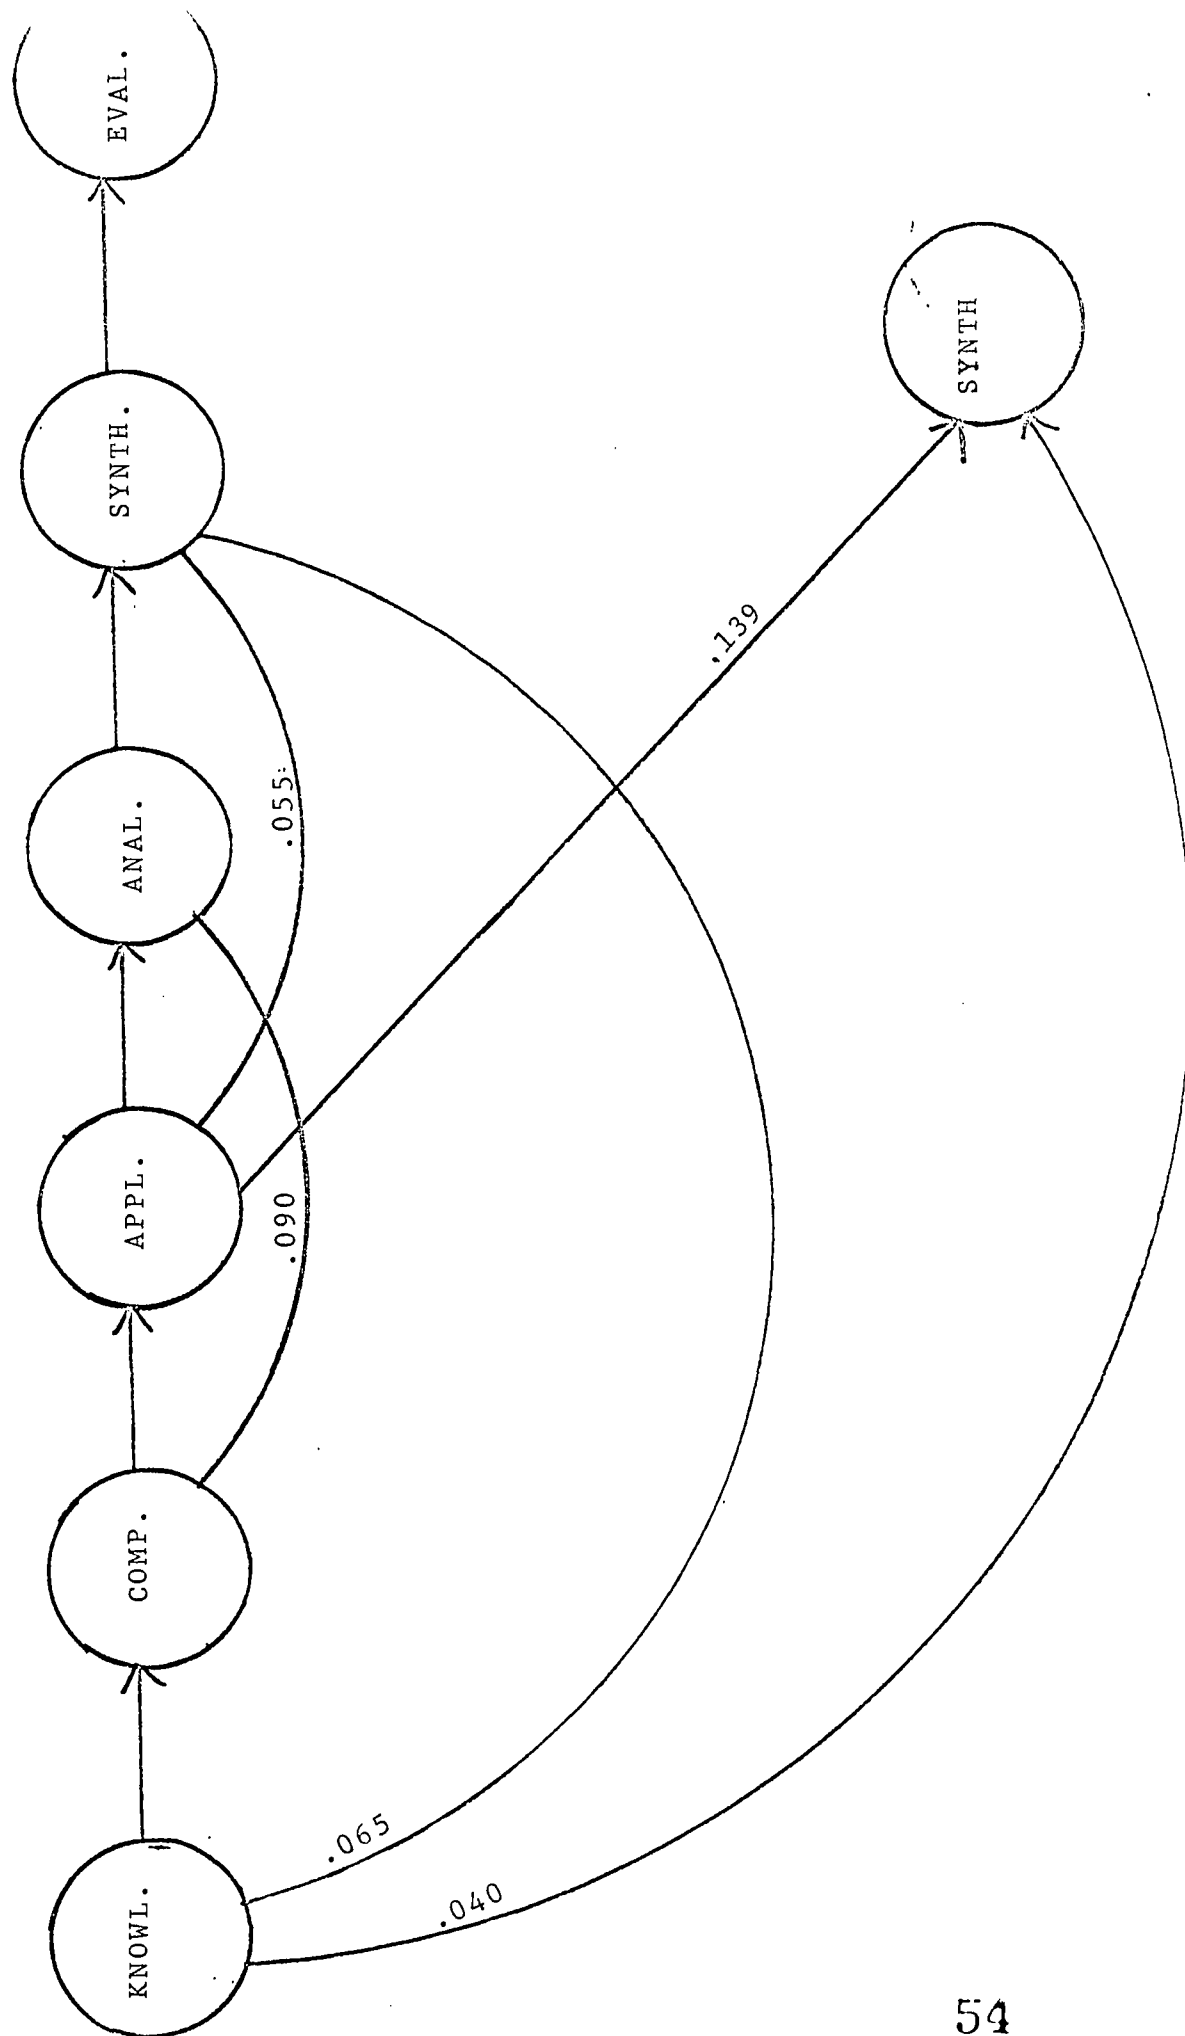 KNOWL.
COMP.
APPL.
ANAL.
SYNTH.
EVAL.
.090
.055
.065
.040
.139
SYNTH
54